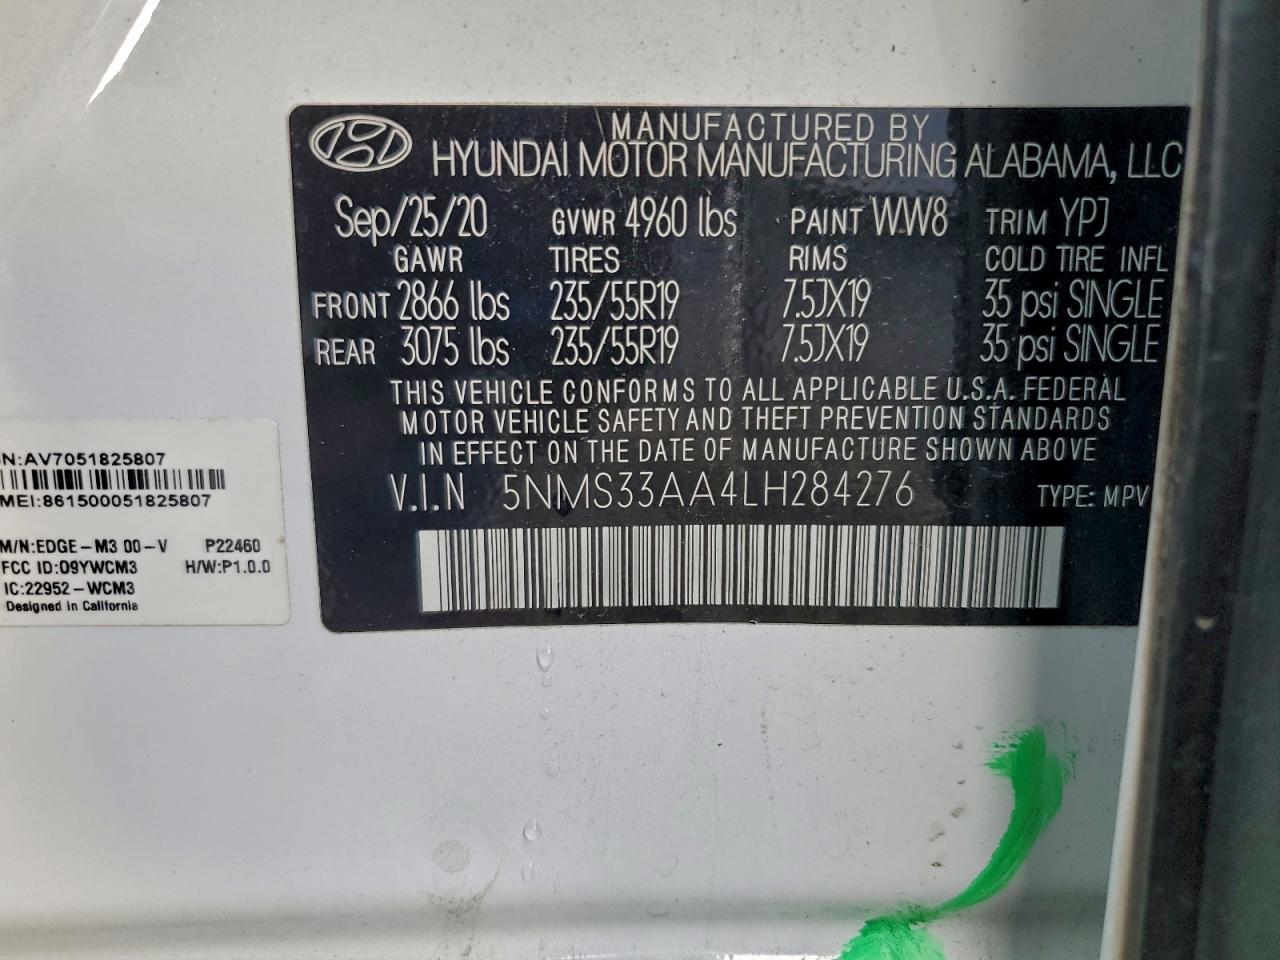 MANUFACTURED BY
HYUNDAI MOTOR MANUFACTURING ALABAMA, LLC
Sep/25/20 GVWR 4960 lbs PAINT WW8 TRIM YPJ
GAWR TIRES RIMS COLD TIRE INFL
FRONT 2866 lbs 235/55R19 7.5JX19 35 psi SINGLE
REAR 3075 lbs 235/55R19 7.5JX19 35 psi SINGLE
THIS VEHICLE CONFORMS TO ALL APPLICABLE U.S.A. FEDERAL
MOTOR VEHICLE SAFETY AND THEFT PREVENTION STANDARDS
IN EFFECT ON THE DATE OF MANUFACTURE SHOWN ABOVE
V.I.N 5NMS33AA4LH284276 TYPE: MPV
N:AV7051825807
MEI:861500051825807
M/N:EDGE-M3 00-V P22460
FCC ID:O9YWCM3 H/W:P1.0.0
IC:22952-WCM3
Designed in California